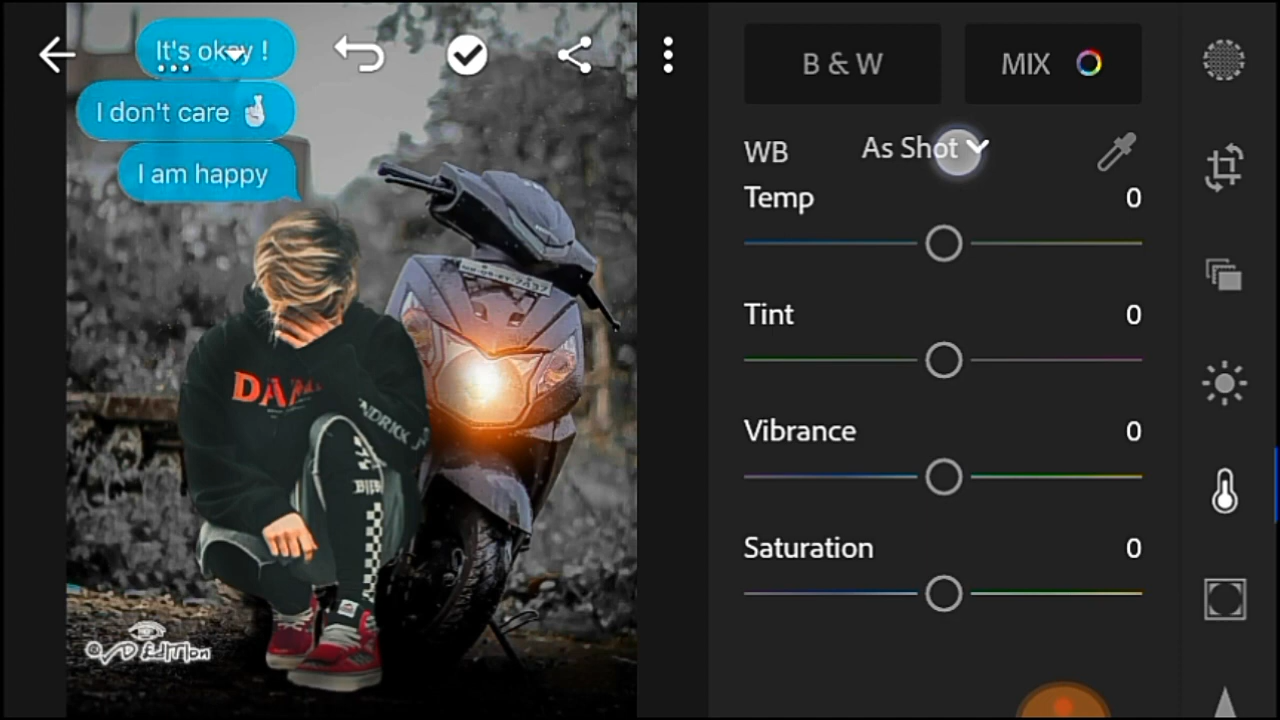 It's okay !
I don't care 🤞
I am happy
DAM
B & W
MIX
WB
As Shot
Temp
0
Tint
0
Vibrance
0
Saturation
0